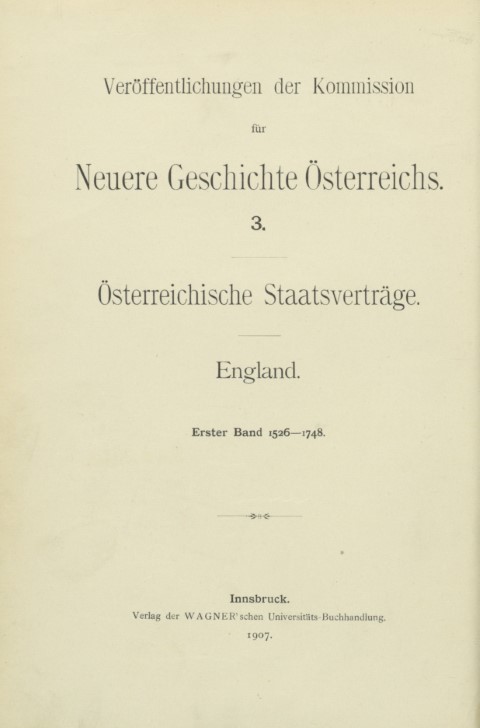 Veröffentlichungen der Kommission
für
Neuere Geschichte Österreichs.
3.
Österreichische Staatsverträge.
England.
Erster Band 1526—1748.
Innsbruck.
Verlag der WAGNER'schen Universitäts-Buchhandlung.
1907.